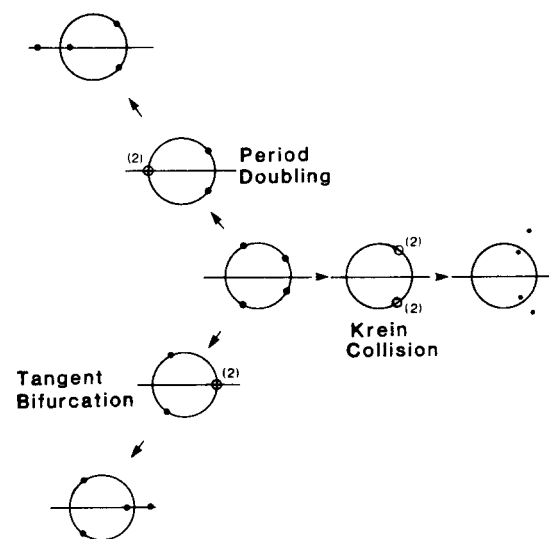 (2)
Period
Doubling
(2)
(2)
Krein
Collision
Tangent
Bifurcation
(2)